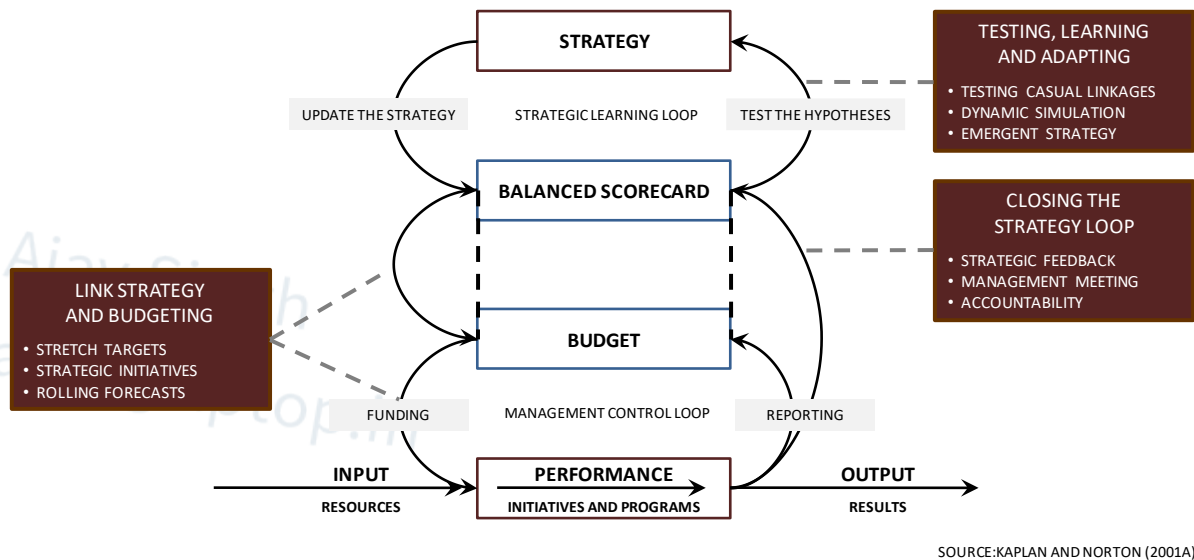 STRATEGY
TESTING, LEARNING
AND ADAPTING
• TESTING CASUAL LINKAGES
• DYNAMIC SIMULATION
• EMERGENT STRATEGY
UPDATE THE STRATEGY
STRATEGIC LEARNING LOOP
TEST THE HYPOTHESES
BALANCED SCORECARD
CLOSING THE
STRATEGY LOOP
• STRATEGIC FEEDBACK
• MANAGEMENT MEETING
• ACCOUNTABILITY
LINK STRATEGY
AND BUDGETING
• STRETCH TARGETS
• STRATEGIC INITIATIVES
• ROLLING FORECASTS
BUDGET
FUNDING
MANAGEMENT CONTROL LOOP
REPORTING
INPUT
RESOURCES
PERFORMANCE
INITIATIVES AND PROGRAMS
OUTPUT
RESULTS
SOURCE:KAPLAN AND NORTON (2001A)